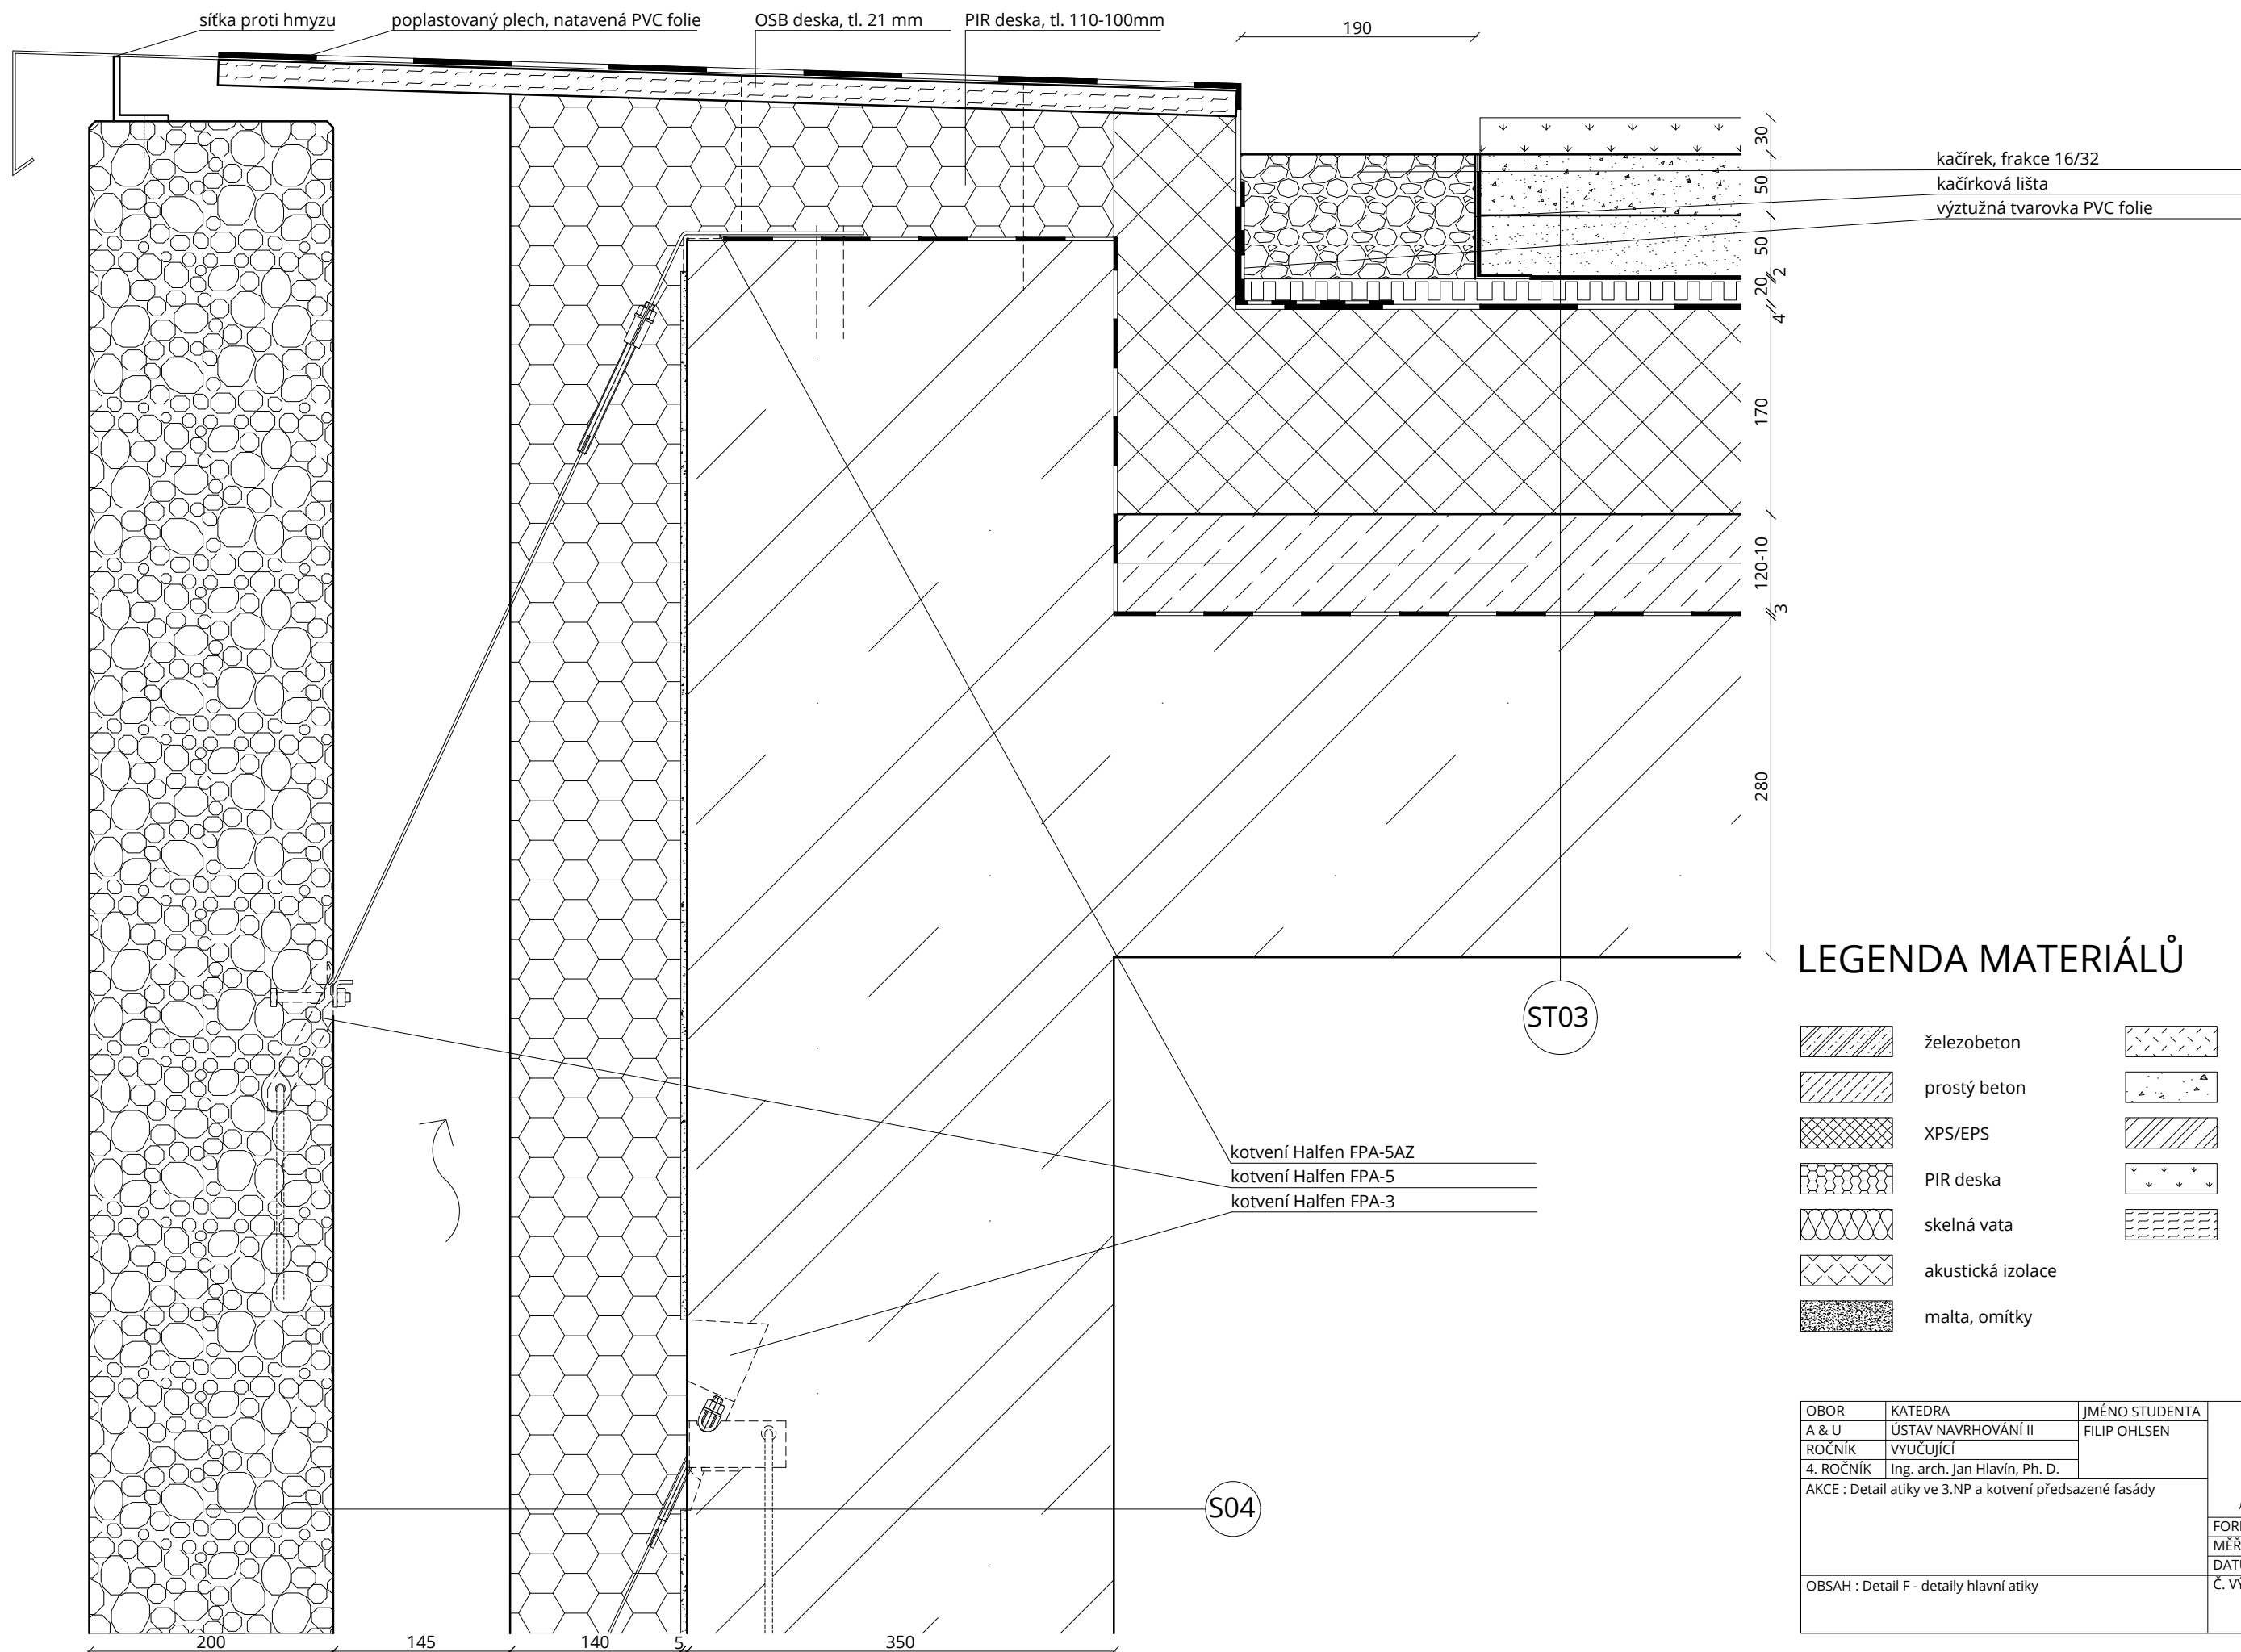 síťka proti hmyzu
poplastovaný plech, natavená PVC folie
OSB deska, tl. 21 mm
PIR deska, tl. 110-100mm
190
30
50
50
2
20
4
170
120-10
3
280
kačírek, frakce 16/32
kačírková lišta
výztužná tvarovka PVC folie
ST03
kotvení Halfen FPA-5AZ
kotvení Halfen FPA-5
kotvení Halfen FPA-3
S04
200
145
140
5
350
LEGENDA MATERIÁLŮ
železobeton
prostý beton
XPS/EPS
PIR deska
skelná vata
akustická izolace
malta, omítky
OBOR KATEDRA JMÉNO STUDENTA
A & U ÚSTAV NAVRHOVÁNÍ II FILIP OHLSEN
ROČNÍK VYUČUJÍCÍ
4. ROČNÍK Ing. arch. Jan Hlavín, Ph. D.
AKCE : Detail atiky ve 3.NP a kotvení předsazené fasády
OBSAH : Detail F - detaily hlavní atiky
Č.